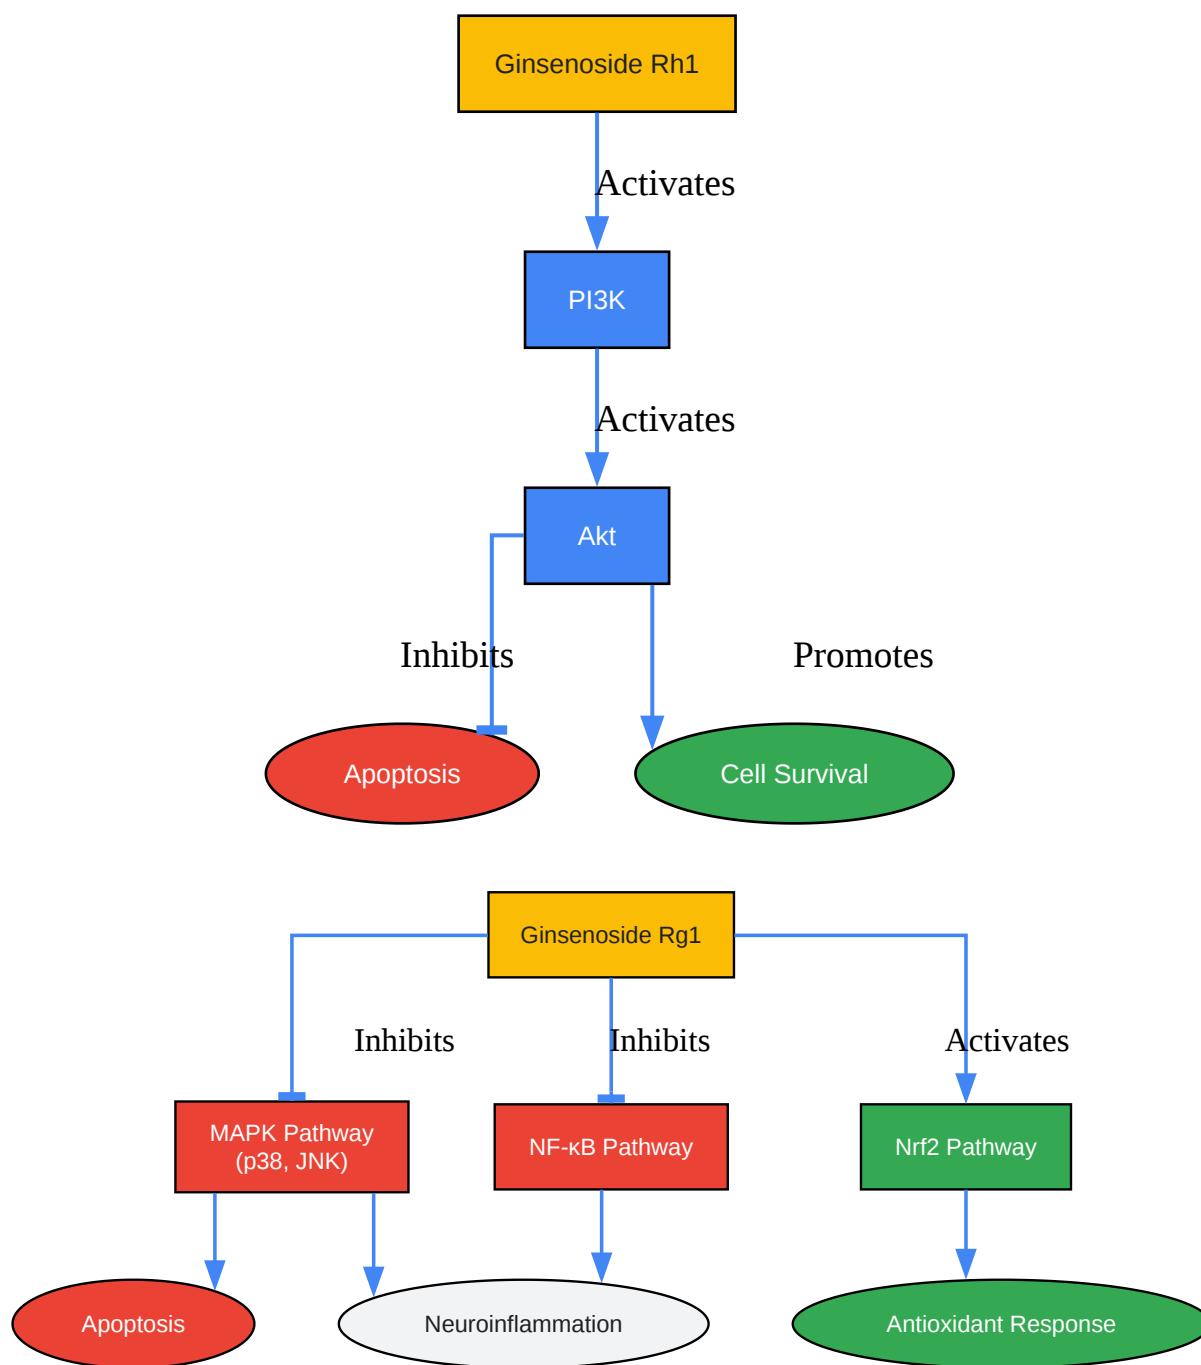 Ginsenoside Rh1
Activates
PI3K
Activates
Akt
Inhibits
Promotes
Apoptosis
Cell Survival
Ginsenoside Rg1
Inhibits
Inhibits
Activates
MAPK Pathway
(p38, JNK)
NF-κB Pathway
Nrf2 Pathway
Apoptosis
Neuroinflammation
Antioxidant Response